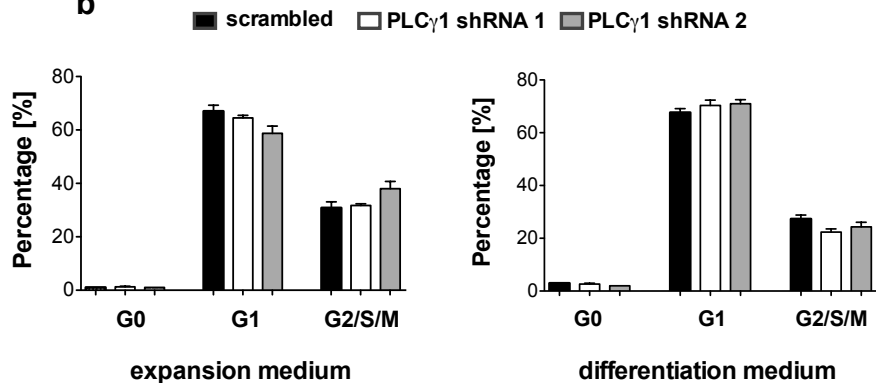 b
scrambled PLCγ1 shRNA 1 PLCγ1 shRNA 2
Percentage [%]
80
60
40
20
0
G0 G1 G2/S/M
expansion medium
Percentage [%]
80
60
40
20
0
G0 G1 G2/S/M
differentiation medium